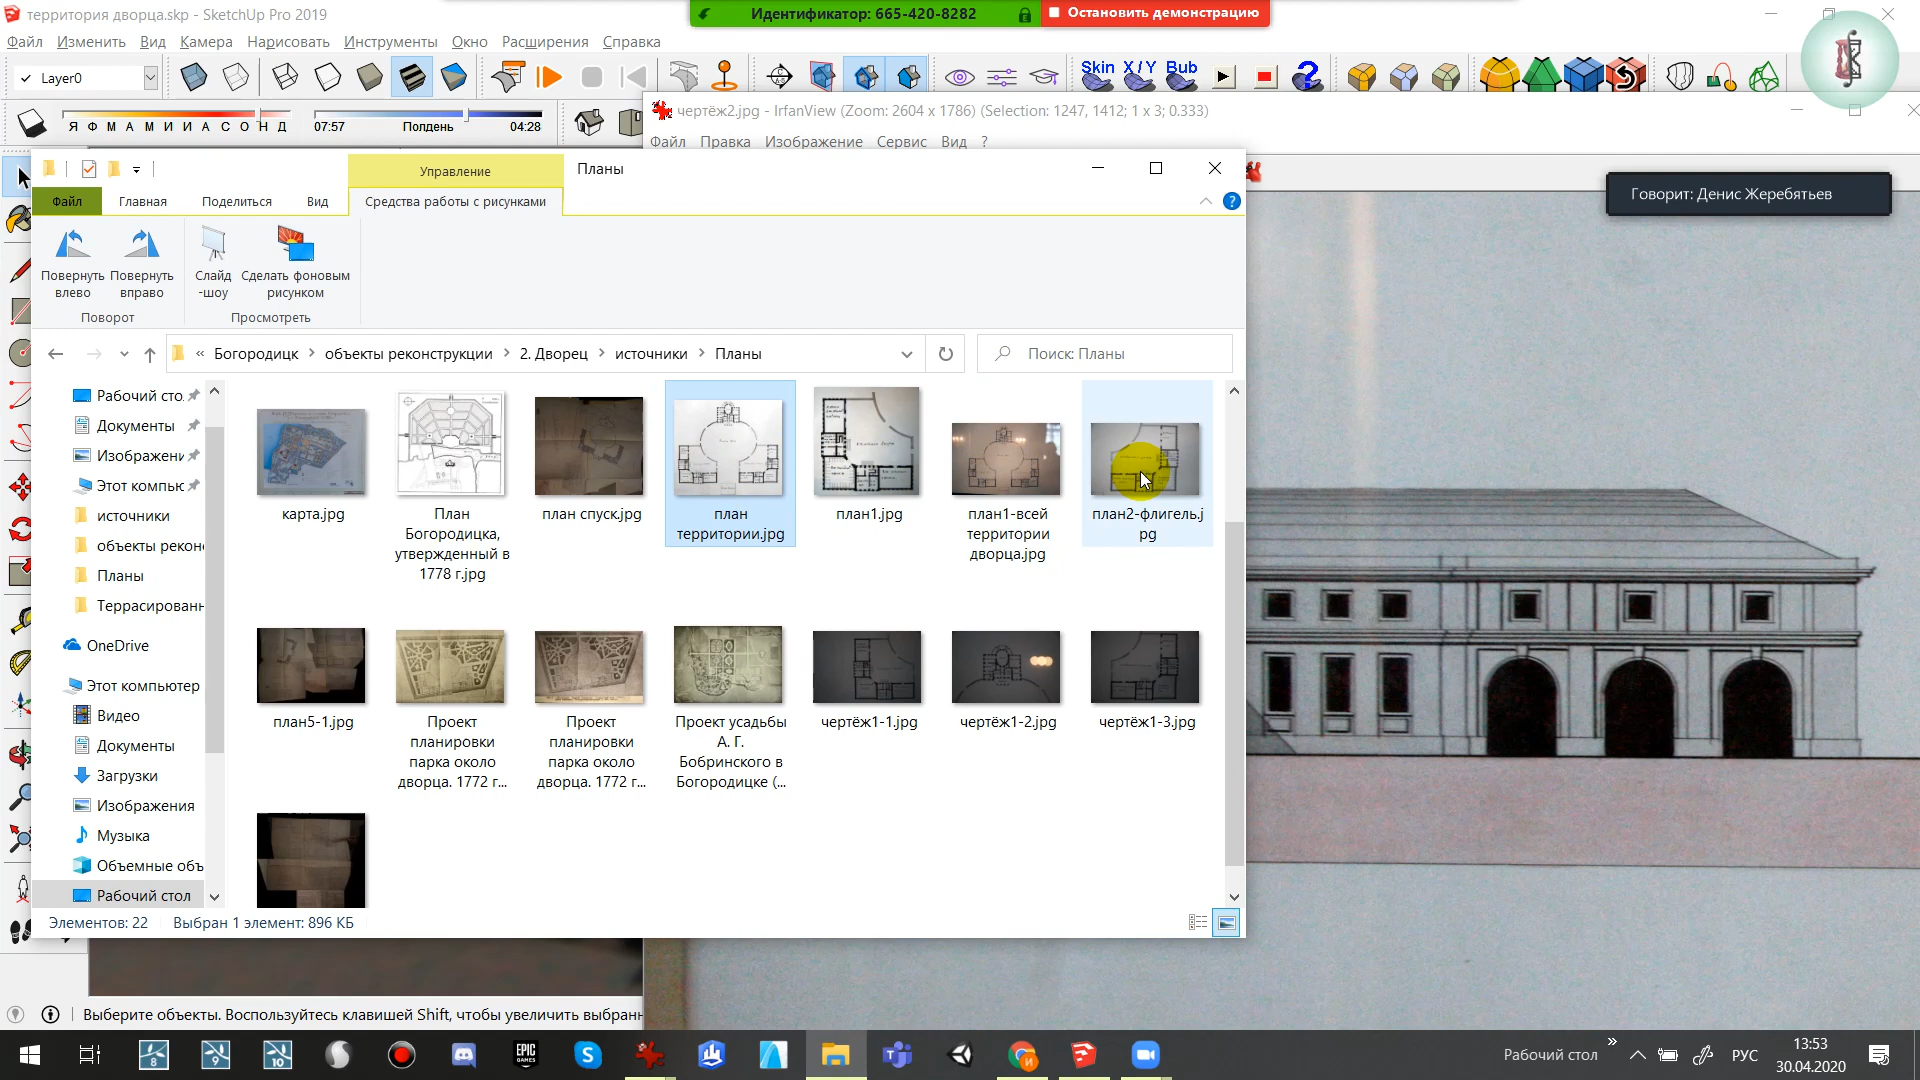 территория дворца.skp - SketchUp Pro 2019
Идентификатор: 665-420-8282
Остановить демонстрацию
Файл Изменить Вид Камера Нарисовать Инструменты Окно Расширения Справка
Layer0
Skin X/Y Bub
Я Ф М А М И И А С О Н Д
07:57 Полдень 04:28
чертёж2.jpg - IrfanView (Zoom: 2604 x 1786) (Selection: 1247, 1412; 1 x 3; 0.333)
Файл Правка Изображение Сервис Вид ?
Управление
Планы
Файл Главная Поделиться Вид Средства работы с рисунками
Говорит: Денис Жеребятьев
Повернуть влево
Повернуть вправо
Слайд-шоу
Сделать фоновым рисунком
Поворот
Просмотреть
« Богородицк > объекты реконструкции > 2. Дворец > источники > Планы
Поиск: Планы
Рабочий сто.
Документы
Изображени
Этот компьк
источники
объекты рекон
Планы
Террасированн
OneDrive
Этот компьютер
Видео
Документы
Загрузки
Изображения
Музыка
Объемные объ
Рабочий стол
карта.jpg
План Богородицка, утвержденный в 1778 г.jpg
план спуск.jpg
план территории.jpg
план1.jpg
план1-всей территории дворца.jpg
план2-флигель.jpg
план5-1.jpg
Проект планировки парка около дворца. 1772 г...
Проект планировки парка около дворца. 1772 г...
Проект усадьбы А. Г. Бобринского в Богородицке (...
чертёж1-1.jpg
чертёж1-2.jpg
чертёж1-3.jpg
Элементов: 22 Выбран 1 элемент: 896 КБ
Выберите объекты. Воспользуйтесь клавишей Shift, чтобы увеличить выбранн
8
9
10
EPIC GAMES
Рабочий стол
РУС
13:53
30.04.2020